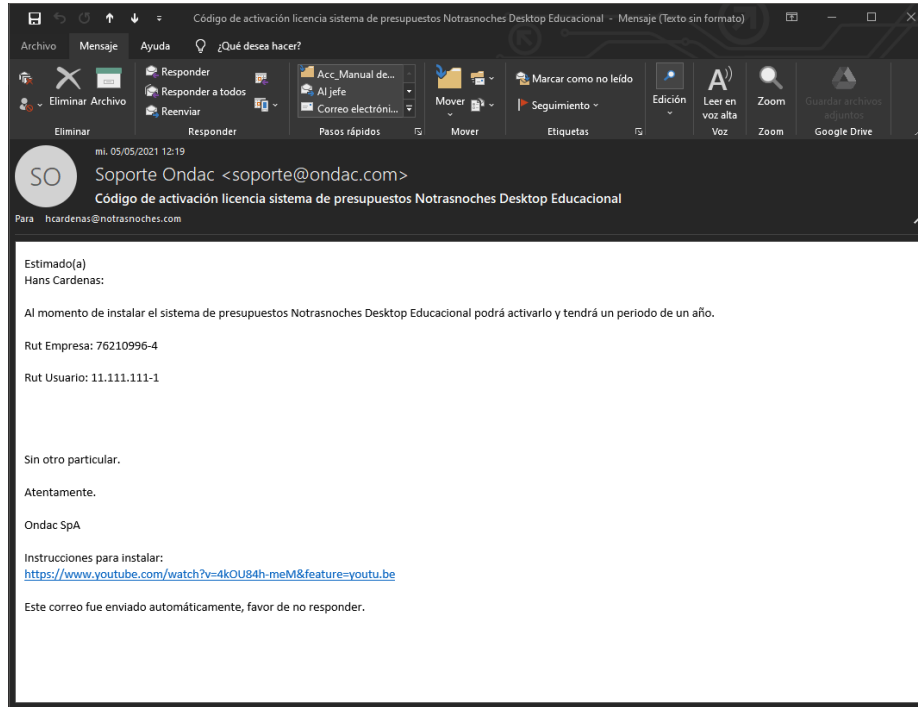 Código de activación licencia sistema de presupuestos Notrasnoches Desktop Educacional - Mensaje (Texto sin formato)
Archivo Mensaje Ayuda ¿Qué desea hacer?
Eliminar Archivo
Responder
Responder a todos
Reenviar
Acc_Manual de...
Al jefe
Correo electróni...
Mover
Marcar como no leído
Seguimiento
Edición
Leer en voz alta
Zoom
Guardar archivos adjuntos
Eliminar Responder Pasos rápidos Mover Etiquetas Voz Zoom Google Drive
mi. 05/05/2021 12:19
SO
Soporte Ondac <soporte@ondac.com>
Código de activación licencia sistema de presupuestos Notrasnoches Desktop Educacional
Para hcardenas@notrasnoches.com
Estimado(a)
Hans Cardenas:
Al momento de instalar el sistema de presupuestos Notrasnoches Desktop Educacional podrá activarlo y tendrá un periodo de un año.
Rut Empresa: 76210996-4
Rut Usuario: 11.111.111-1
Sin otro particular.
Atentamente.
Ondac SpA
Instrucciones para instalar:
https://www.youtube.com/watch?v=4kOU84h-meM&feature=youtu.be
Este correo fue enviado automáticamente, favor de no responder.